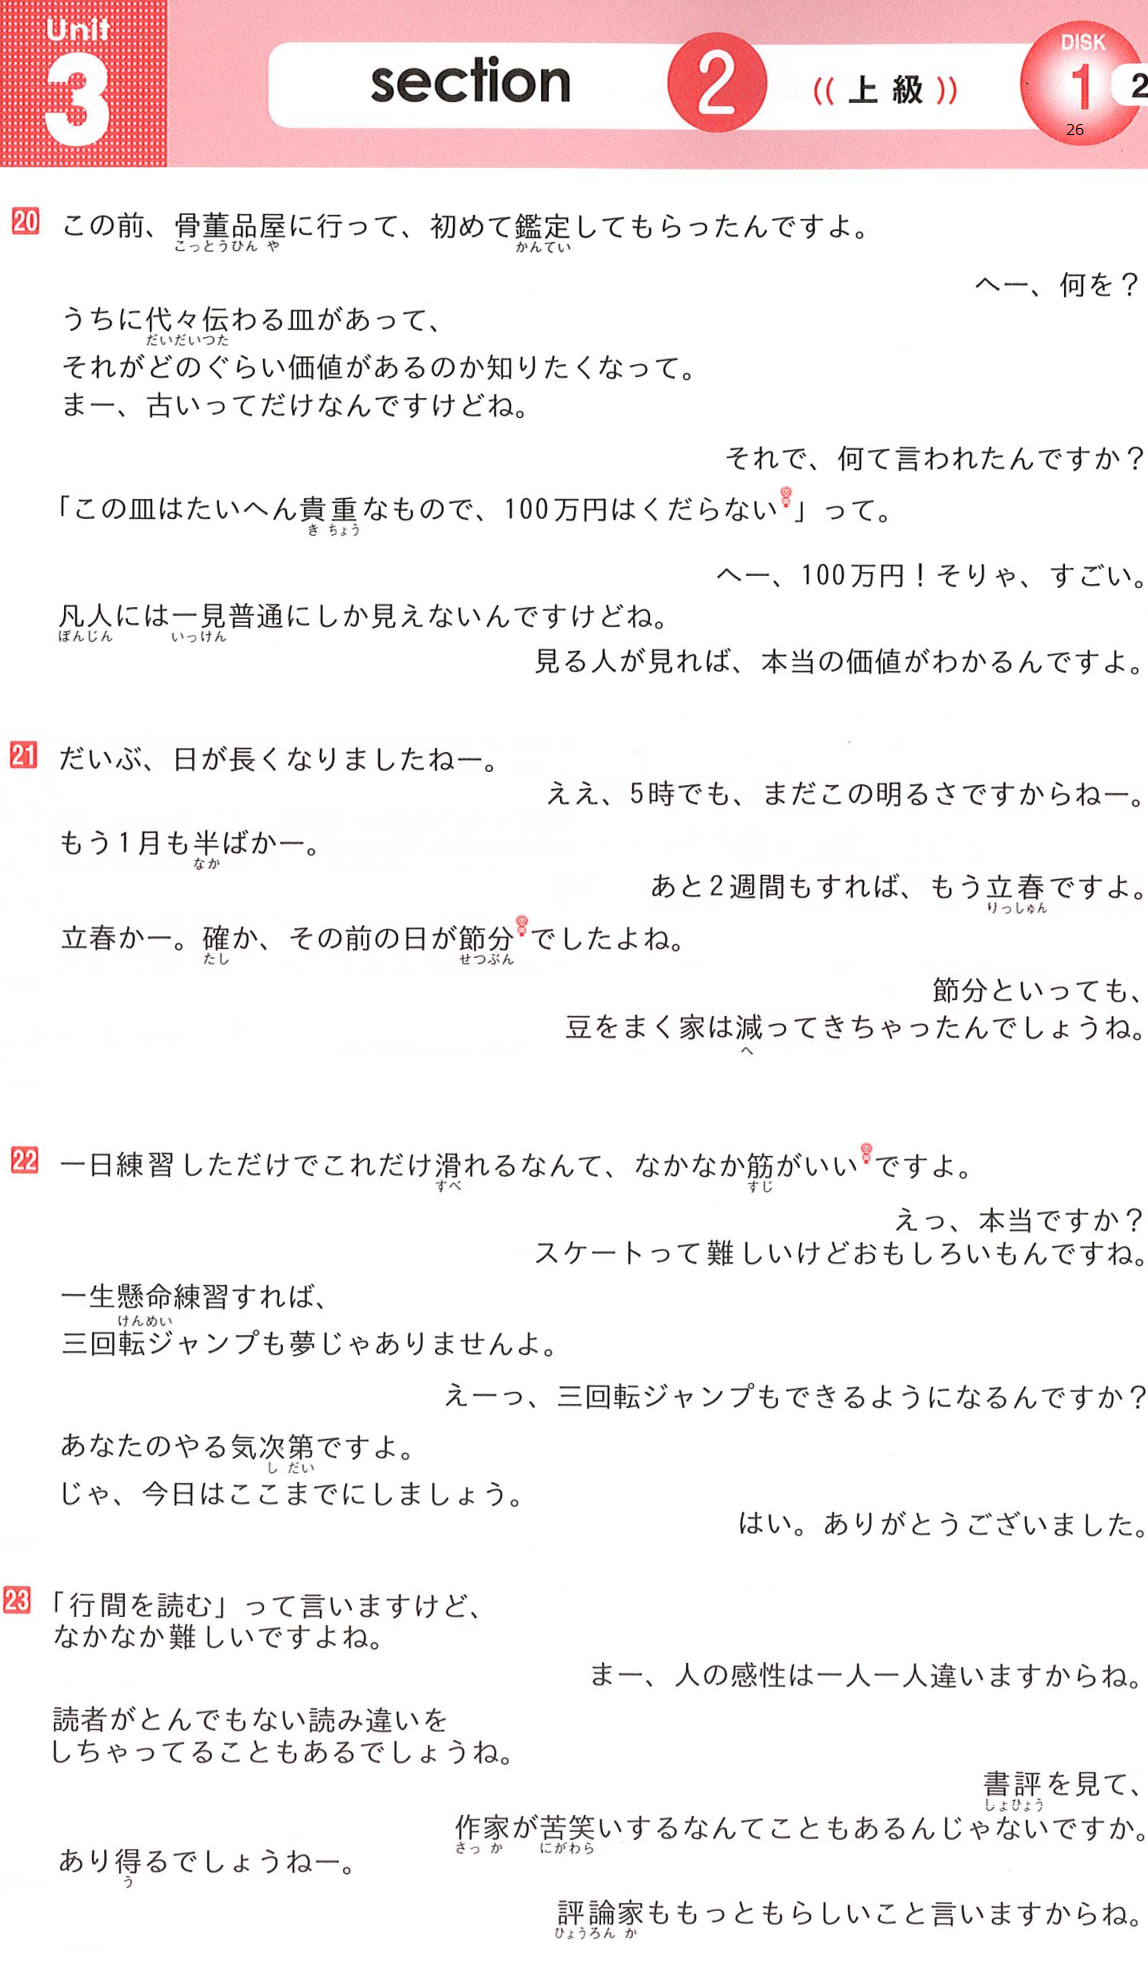 Unit
3
section 2 ((上級))
DISK
1
2
26
20 この前、骨董品屋に行って、初めて鑑定してもらったんですよ。
こっとうひん や かんてい
へー、何を？
うちに代々伝わる皿があって、
だいだいつた
それがどのぐらい価値があるのか知りたくなって。
まー、古いってだけなんですけどね。
それで、何て言われたんですか？
「この皿はたいへん貴重なもので、100万円はくだらない」って。
き ちょう
へー、100万円！そりゃ、すごい。
凡人には一見普通にしか見えないんですけどね。
ぼんじん いっけん
見る人が見れば、本当の価値がわかるんですよ。
21 だいぶ、日が長くなりましたねー。
ええ、5時でも、まだこの明るさですからねー。
もう1月も半ばかー。
なか
あと2週間もすれば、もう立春ですよ。
りっしゅん
立春かー。確か、その前の日が節分でしたよね。
たし せつぶん
節分といっても、
豆をまく家は減ってきちゃったんでしょうね。
へ
22 一日練習しただけでこれだけ滑れるなんて、なかなか筋がいいですよ。
すべ すじ
えっ、本当ですか？
スケートって難しいけどおもしろいもんですね。
一生懸命練習すれば、
けんめい
三回転ジャンプも夢じゃありませんよ。
えーっ、三回転ジャンプもできるようになるんですか？
あなたのやる気次第ですよ。
し だい
じゃ、今日はここまでにしましょう。
はい。ありがとうございました。
23 「行間を読む」って言いますけど、
なかなか難しいですよね。
まー、人の感性は一人一人違いますからね。
読者がとんでもない読み違いを
しちゃってることもあるでしょうね。
書評を見て、
しょひょう
作家が苦笑いするなんてこともあるんじゃないですか。
さっ か にがわら
あり得るでしょうねー。
う
評論家ももっともらしいこと言いますからね。
ひょうろん か